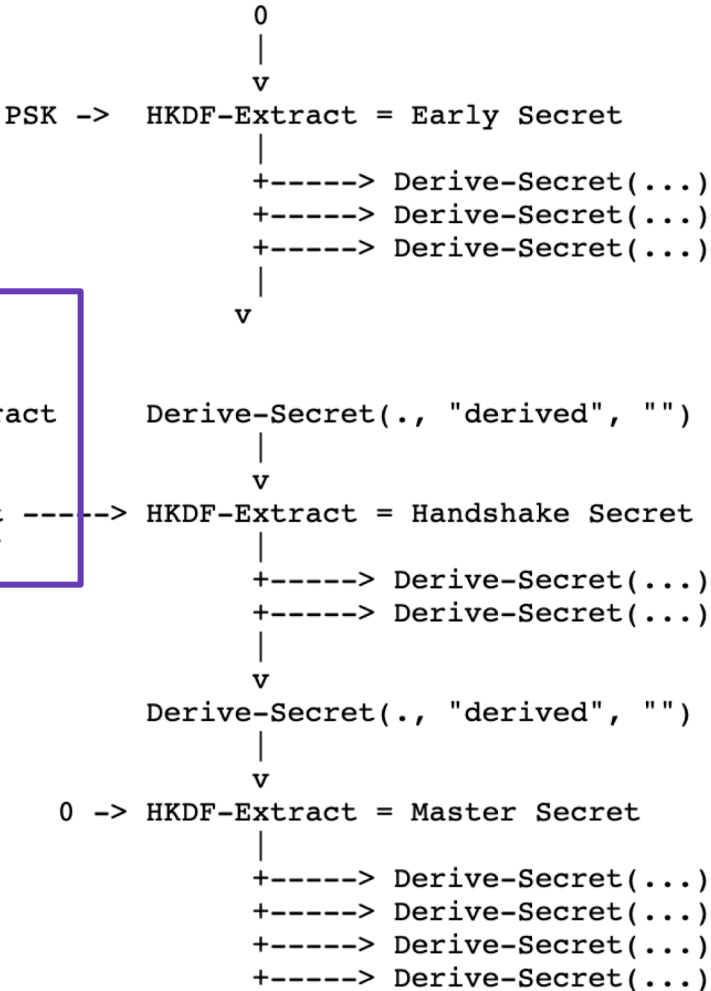 0
|
v
PSK -> HKDF-Extract = Early Secret
|
+-----> Derive-Secret(...)
+-----> Derive-Secret(...)
+-----> Derive-Secret(...)
|
v
Derive-Secret(., "derived", "")
|
v
-----> HKDF-Extract = Handshake Secret
|
+-----> Derive-Secret(...)
+-----> Derive-Secret(...)
|
v
Derive-Secret(., "derived", "")
|
v
0 -> HKDF-Extract = Master Secret
|
+-----> Derive-Secret(...)
+-----> Derive-Secret(...)
+-----> Derive-Secret(...)
+-----> Derive-Secret(...)